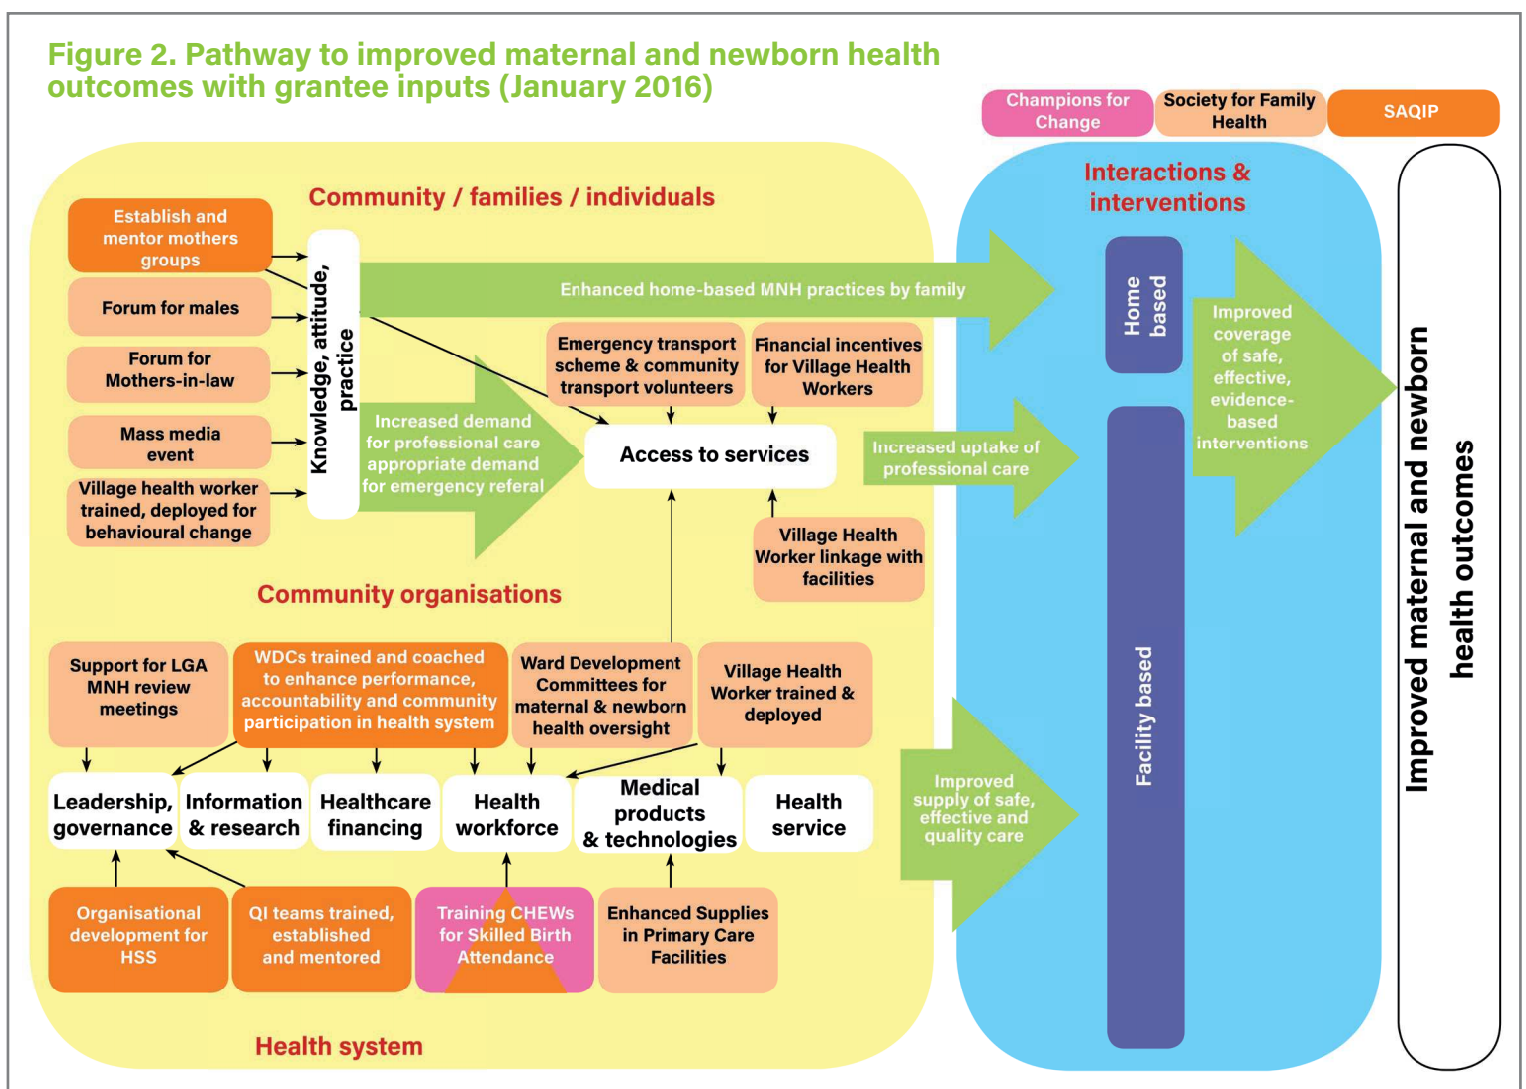 Figure 2. Pathway to improved maternal and newborn health
outcomes with grantee inputs (January 2016)
Champions for
Change
Society for Family
Health
SAQIP
Community / families / individuals
Establish and
mentor mothers
groups
Forum for males
Forum for
Mothers-in-law
Mass media
event
Village health worker
trained, deployed for
behavioural change
Knowledge, attitude,
practice
Enhanced home-based MNH practices by family
Increased demand
for professional care
appropriate demand
for emergency referal
Emergency transport
scheme & community
transport volunteers
Financial incentives
for Village Health
Workers
Access to services
Village Health
Worker linkage with
facilities
Increased uptake of
professional care
Community organisations
Support for LGA
MNH review
meetings
WDCs trained and coached
to enhance performance,
accountability and community
participation in health system
Ward Development
Committees for
maternal & newborn
health oversight
Village Health
Worker trained &
deployed
Leadership,
governance
Information
& research
Healthcare
financing
Health
workforce
Medical
products
& technologies
Health
service
Organisational
development for
HSS
QI teams trained,
established
and mentored
Training CHEWs
for Skilled Birth
Attendance
Enhanced Supplies
in Primary Care
Facilities
Health system
Improved
supply of safe,
effective and
quality care
Interactions &
interventions
Home
based
Facility based
Improved
coverage
of safe,
effective,
evidence-
based
interventions
Improved maternal and newborn
health outcomes